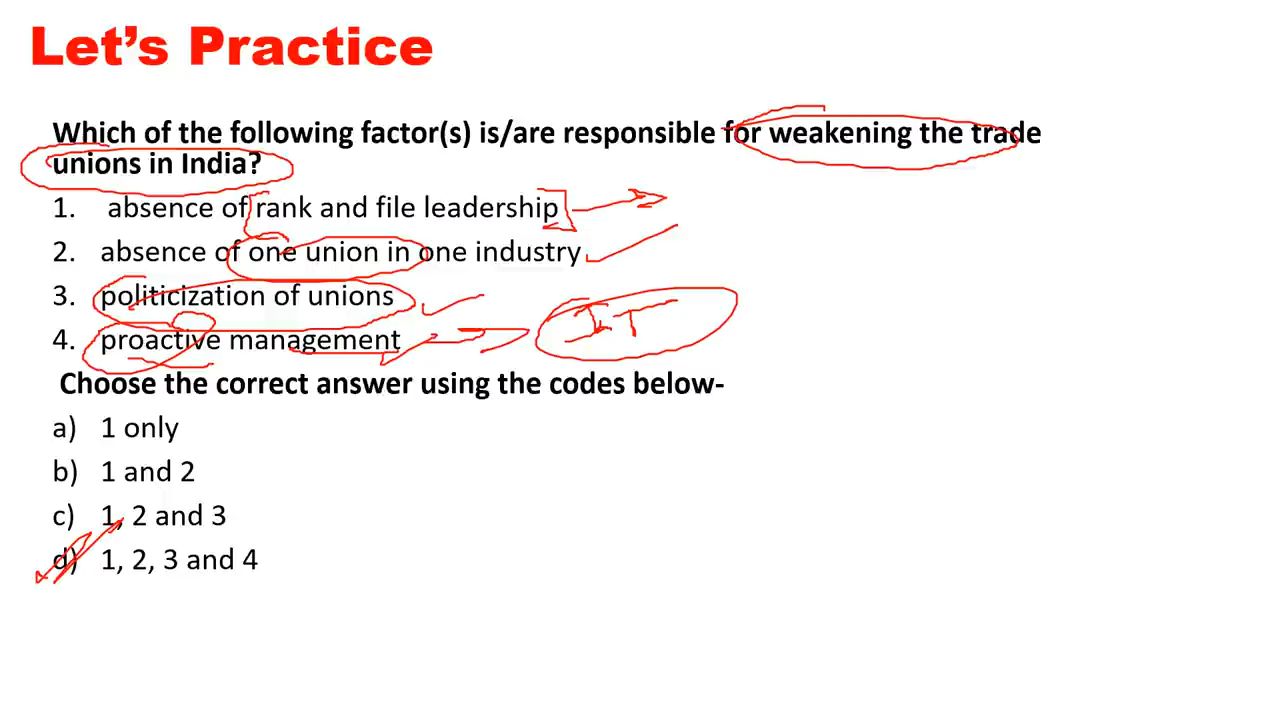 Let's Practice
Which of the following factor(s) is/are responsible for weakening the trade
unions in India?
1. absence of rank and file leadership
2. absence of one union in one industry
3. politicization of unions
4. proactive management
IT
Choose the correct answer using the codes below-
a) 1 only
b) 1 and 2
c) 1, 2 and 3
d) 1, 2, 3 and 4